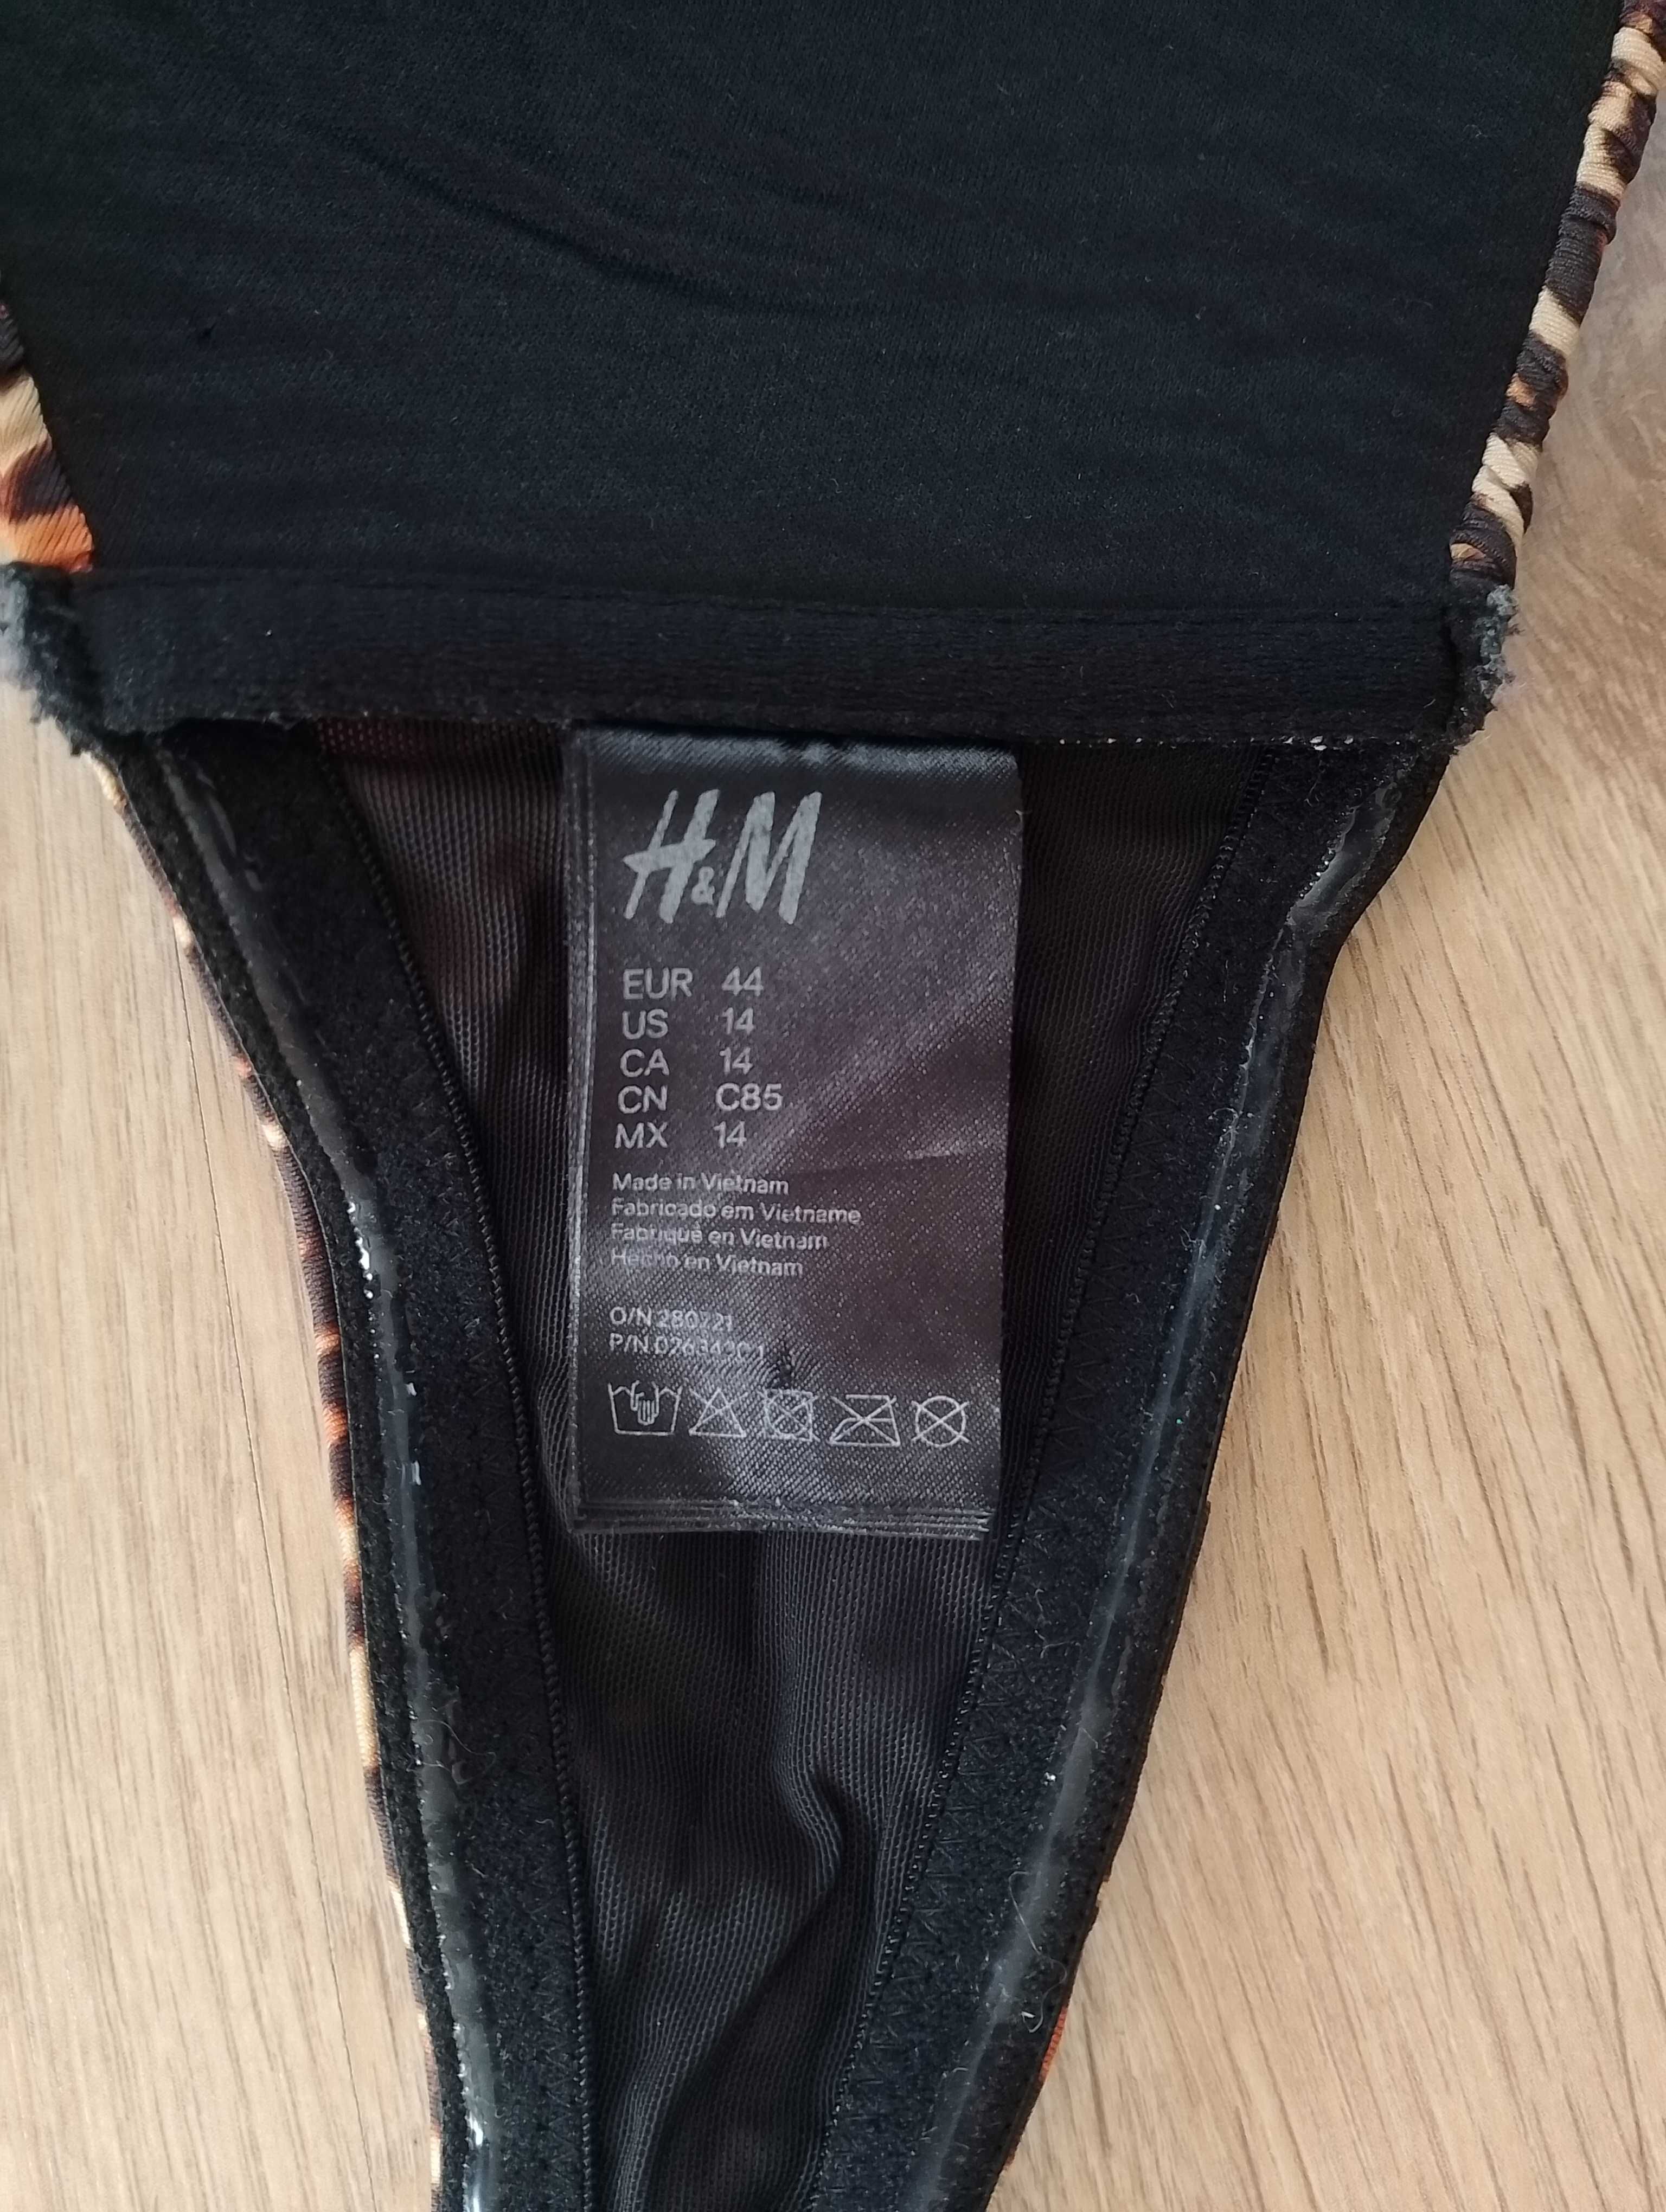 H&M
EUR 44
US 14
CA 14
CN C85
MX 14
Made in Vietnam
Fabricado em Vietname
Fabriqué en Vietnam
Hecho en Vietnam
O/N 280721
P/N